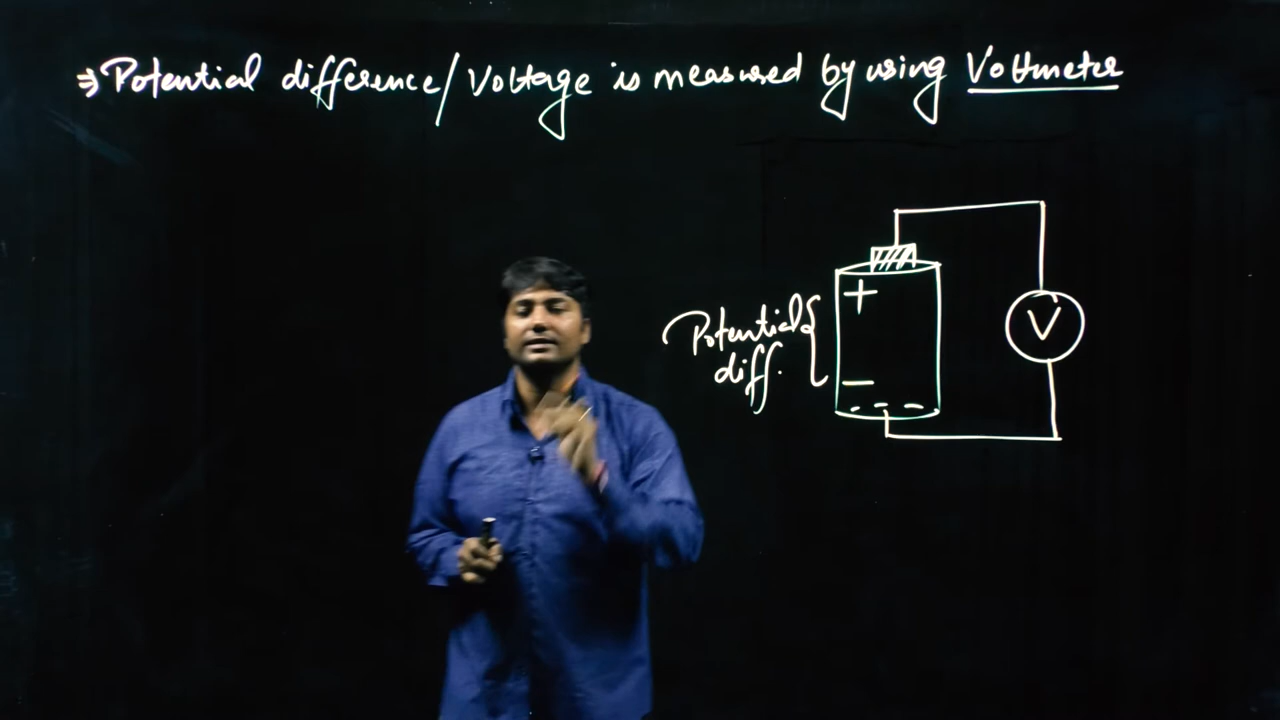 ⇒ Potential difference/Voltage is measured by using Voltmeter
Potential
diff.
+
V
-